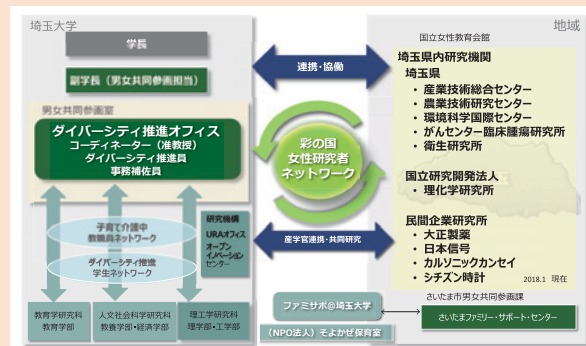 埼玉大学
学長
副学長（男女共同参画担当）
男女共同参画室
ダイバーシティ推進オフィス
コーディネーター（准教授）
ダイバーシティ推進員
事務補佐員
子育て介護中
教職員ネットワーク
ダイバーシティ推進
学生ネットワーク
研究機構
URAオフィス
オープン
イノベーション
センター
教育学研究科
教育学部
人文社会科学研究科
教養学部・経済学部
理工学研究科
理学部・工学部
連携・協働
彩の国
女性研究者
ネットワーク
産学官連携・共同研究
ファミサポ@埼玉大学
（NPO法人）そよかぜ保育室
地域
国立女性教育会館
埼玉県内研究機関
埼玉県
・ 産業技術総合センター
・ 農業技術研究センター
・ 環境科学国際センター
・ がんセンター臨床腫瘍研究所
・ 衛生研究所
国立研究開発法人
・ 理化学研究所
民間企業研究所
・ 大正製薬
・ 日本信号
・ カルソニックカンセイ
・ シチズン時計
2018.1 現在
さいたま市男女共同参画課
さいたまファミリー・サポート・センター